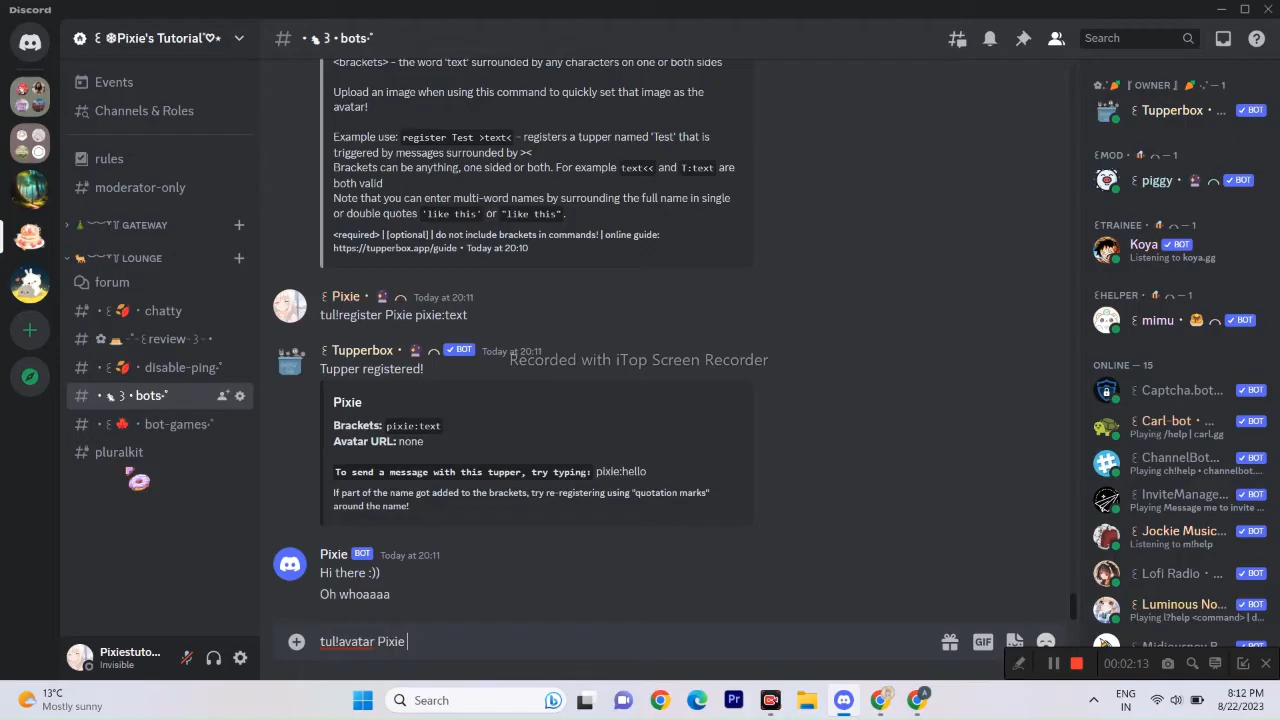 Discord
꒰❄Pixie's Tutorial♡⋆
Events
Channels & Roles
rules
moderator-only
GATEWAY
LOUNGE
forum
chatty
review
disable-ping
bots
bot-games
pluralkit
Pixiestuto...
Invisible
bots
Search
<brackets> - the word 'text' surrounded by any characters on one or both sides
Upload an image when using this command to quickly set that image as the
avatar!
Example use: register Test >text< - registers a tupper named 'Test' that is
triggered by messages surrounded by ><
Brackets can be anything, one sided or both. For example text<< and T:text are
both valid
Note that you can enter multi-word names by surrounding the full name in single
or double quotes 'like this' or "like this".
<required> | [optional] | do not include brackets in commands! | online guide:
https://tupperbox.app/guide • Today at 20:10
Pixie • Today at 20:11
tul!register Pixie pixie:text
Tupperbox • BOT Today at 20:11
Recorded with iTop Screen Recorder
Tupper registered!
Pixie
Brackets: pixie:text
Avatar URL: none
To send a message with this tupper, try typing: pixie:hello
If part of the name got added to the brackets, try re-registering using "quotation marks"
around the name!
Pixie BOT Today at 20:11
Hi there :))
Oh whoaaaa
tul!avatar Pixie
GIF
OWNER — 1
Tupperbox • ... BOT
MOD — 1
piggy BOT
TRAINEE — 1
Koya BOT
Listening to koya.gg
HELPER — 1
mimu BOT
ONLINE — 15
Captcha.bot... BOT
Carl-bot • ... BOT
Playing /help | carl.gg
ChannelBot... BOT
Playing ch!help • channelbot....
InviteManage... BOT
Playing Message me to invite ...
Jockie Music... BOT
Listening to m!help
Lofi Radio • ... BOT
Luminous No... BOT
Playing l?help <command> | d...
Midjourney B... BOT
00:02:13
13°C
Mostly sunny
Search
Pr
ENG
IN
8:12 PM
8/22/2023